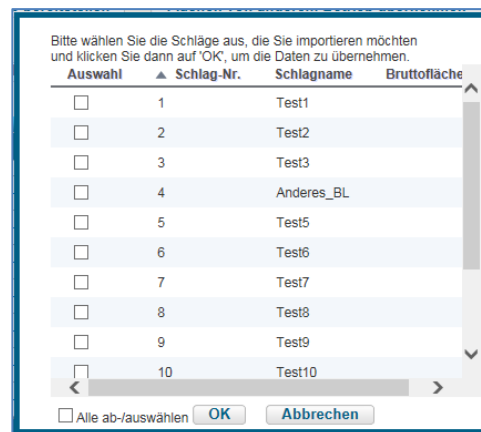 Bitte wählen Sie die Schläge aus, die Sie importieren möchten
und klicken Sie dann auf 'OK', um die Daten zu übernehmen.
Auswahl ▲ Schlag-Nr. Schlagname Bruttofläche
1 Test1
2 Test2
3 Test3
4 Anderes_BL
5 Test5
6 Test6
7 Test7
8 Test8
9 Test9
10 Test10
Alle ab-/auswählen OK Abbrechen